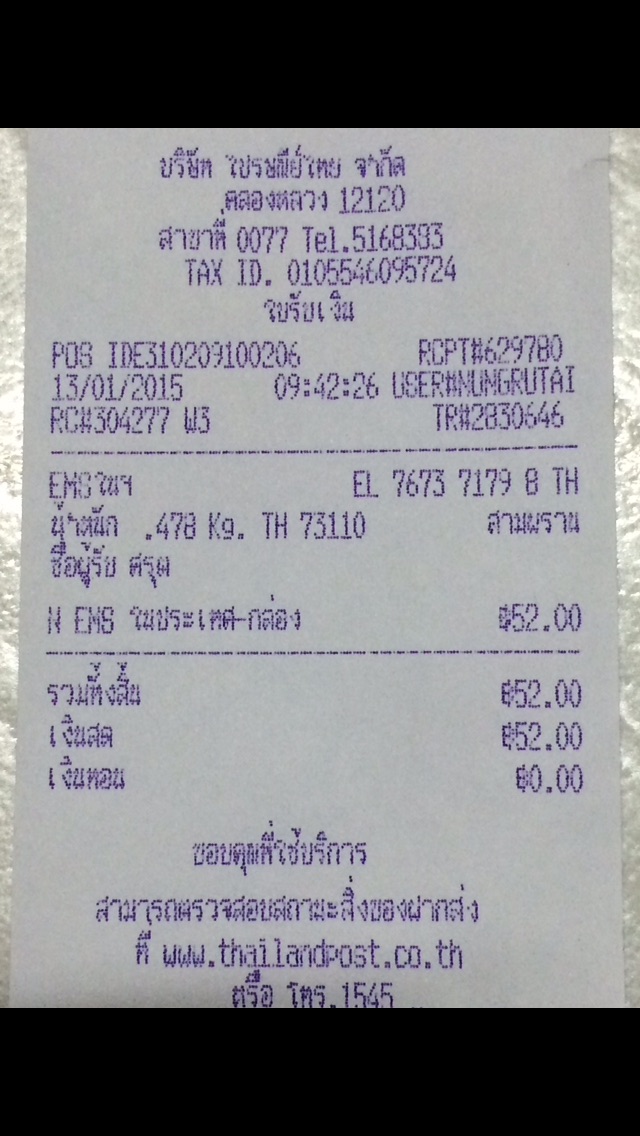 บริษัท ไปรษณีย์ไทย จำกัด
คลองหลวง 12120
สาขาที่ 0077 Tel.5168383
TAX ID. 0105546095724
ใบรับเงิน
POS IDE310209100206 RCPT#629780
13/01/2015 09:42:26 USER#NUNGRUTAI
RC#304277 W3 TR#2830646
EMSในฯ EL 7673 7179 8 TH
น้ำหนัก .478 Kg. TH 73110 สามพราน
ชื่อผู้รับ ศรุต
N EMS ในประเทศ-กล่อง ฿52.00
รวมทั้งสิ้น ฿52.00
เงินสด ฿52.00
เงินทอน ฿0.00
ขอบคุณที่ใช้บริการ
สามารถตรวจสอบสถานะสิ่งของฝากส่ง
ที่ www.thailandpost.co.th
หรือ โทร.1545